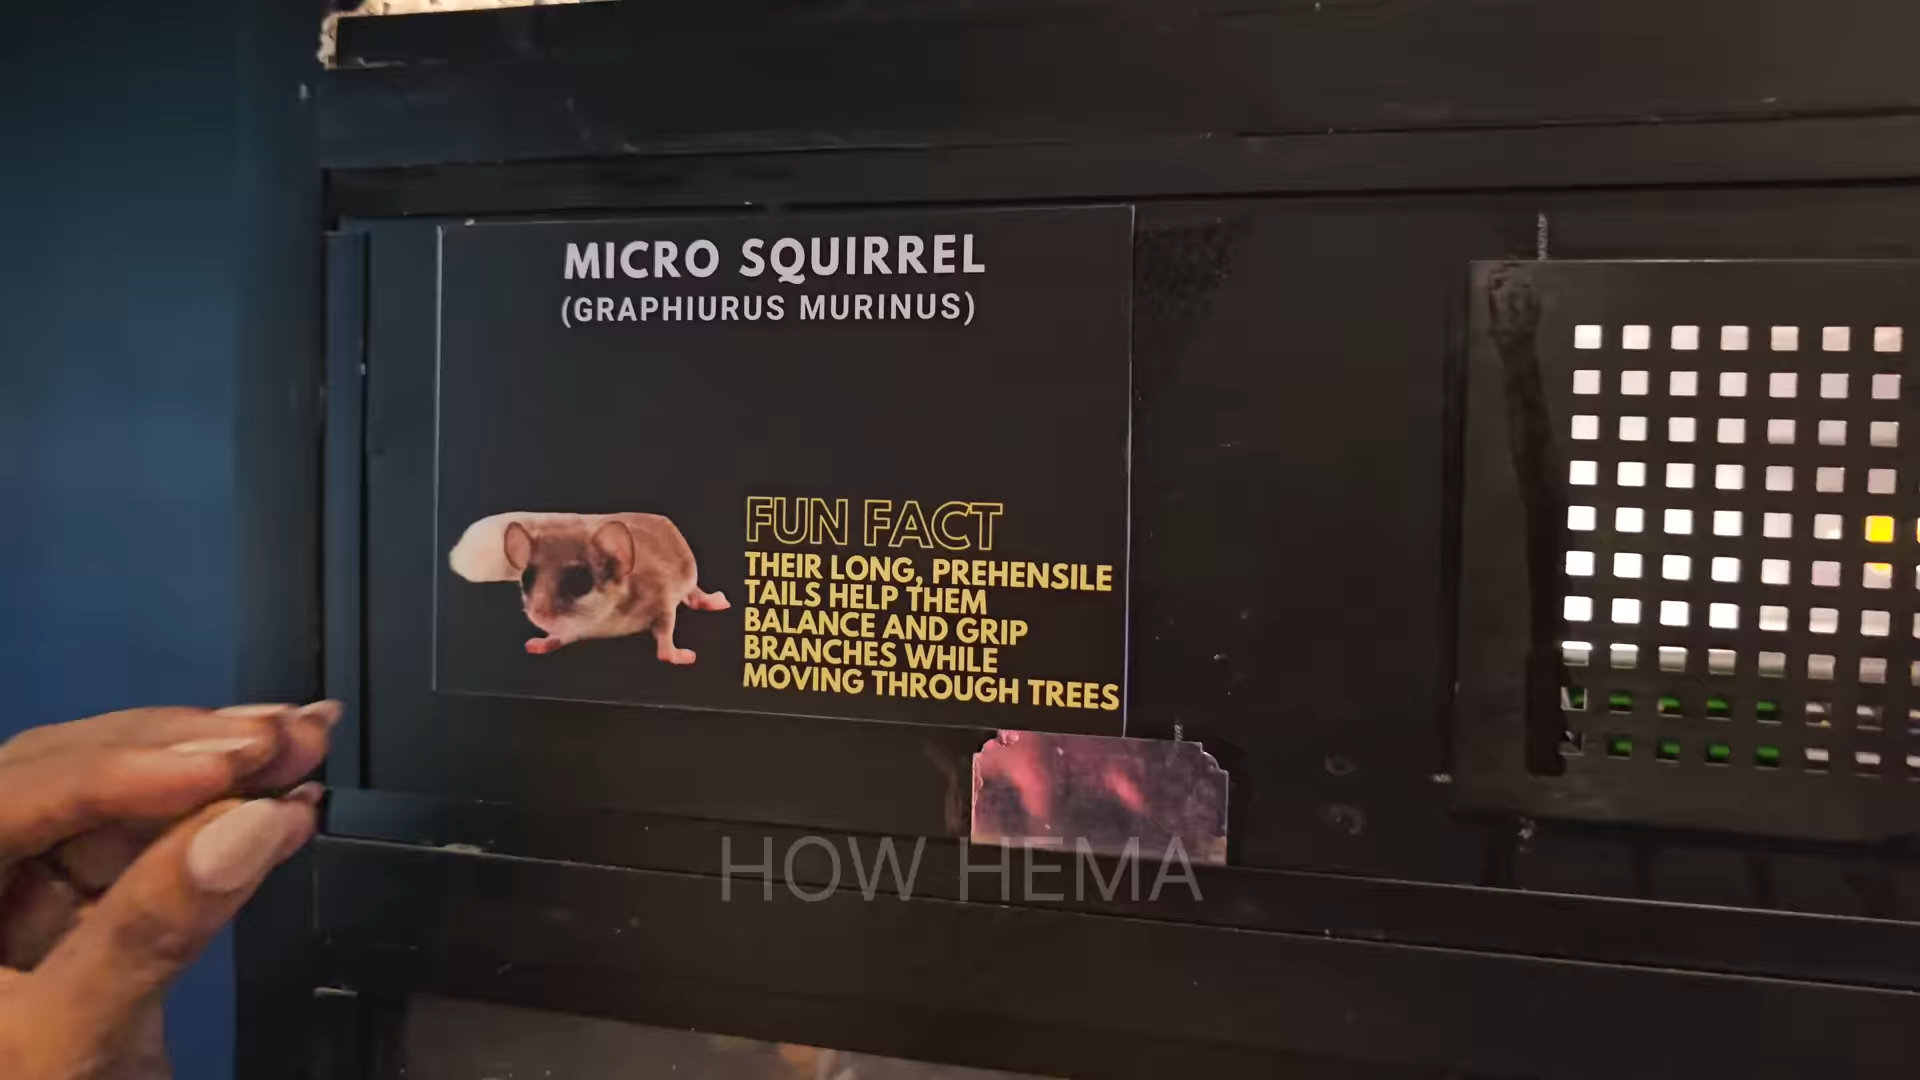 MICRO SQUIRREL
(GRAPHIURUS MURINUS)
FUN FACT
THEIR LONG, PREHENSILE
TAILS HELP THEM
BALANCE AND GRIP
BRANCHES WHILE
MOVING THROUGH TREES
HOW HEMA